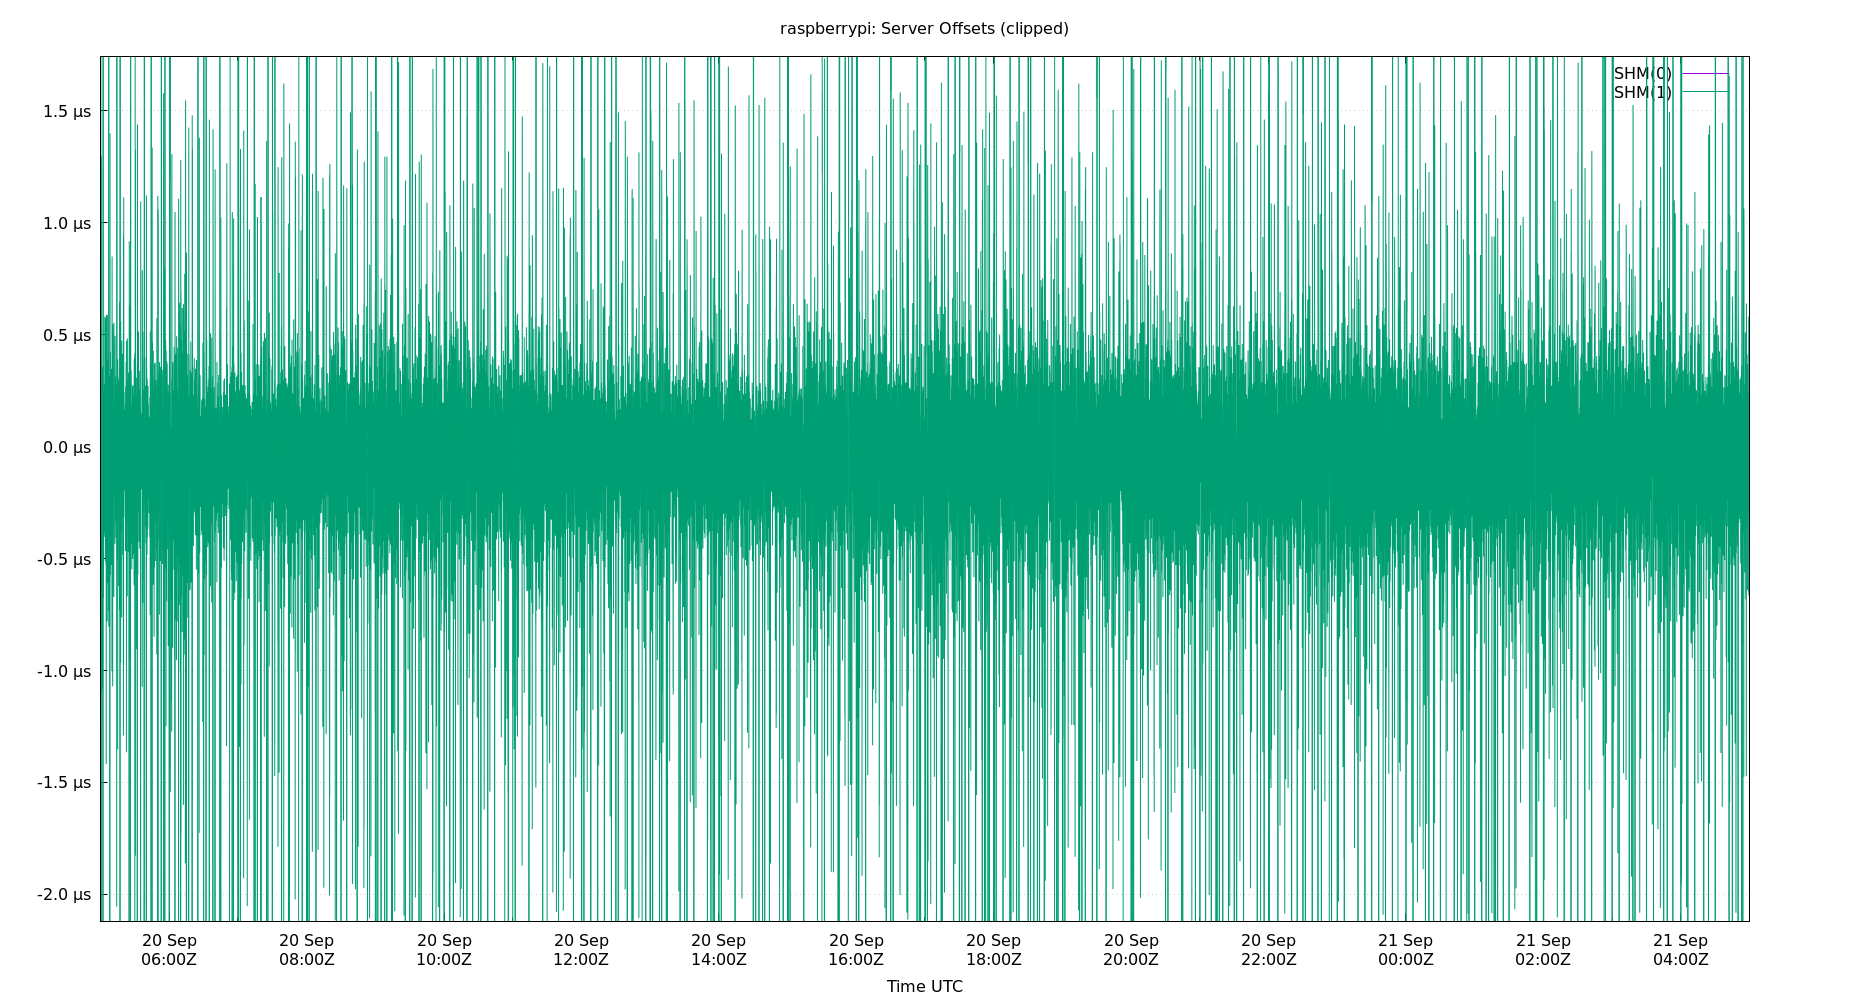 raspberrypi: Server Offsets (clipped)
SHM(0)
SHM(1)
1.5 µs
1.0 µs
0.5 µs
0.0 µs
-0.5 µs
-1.0 µs
-1.5 µs
-2.0 µs
20 Sep 20 Sep 20 Sep 20 Sep 20 Sep 20 Sep 20 Sep 20 Sep 20 Sep 21 Sep 21 Sep 21 Sep
06:00Z 08:00Z 10:00Z 12:00Z 14:00Z 16:00Z 18:00Z 20:00Z 22:00Z 00:00Z 02:00Z 04:00Z
Time UTC